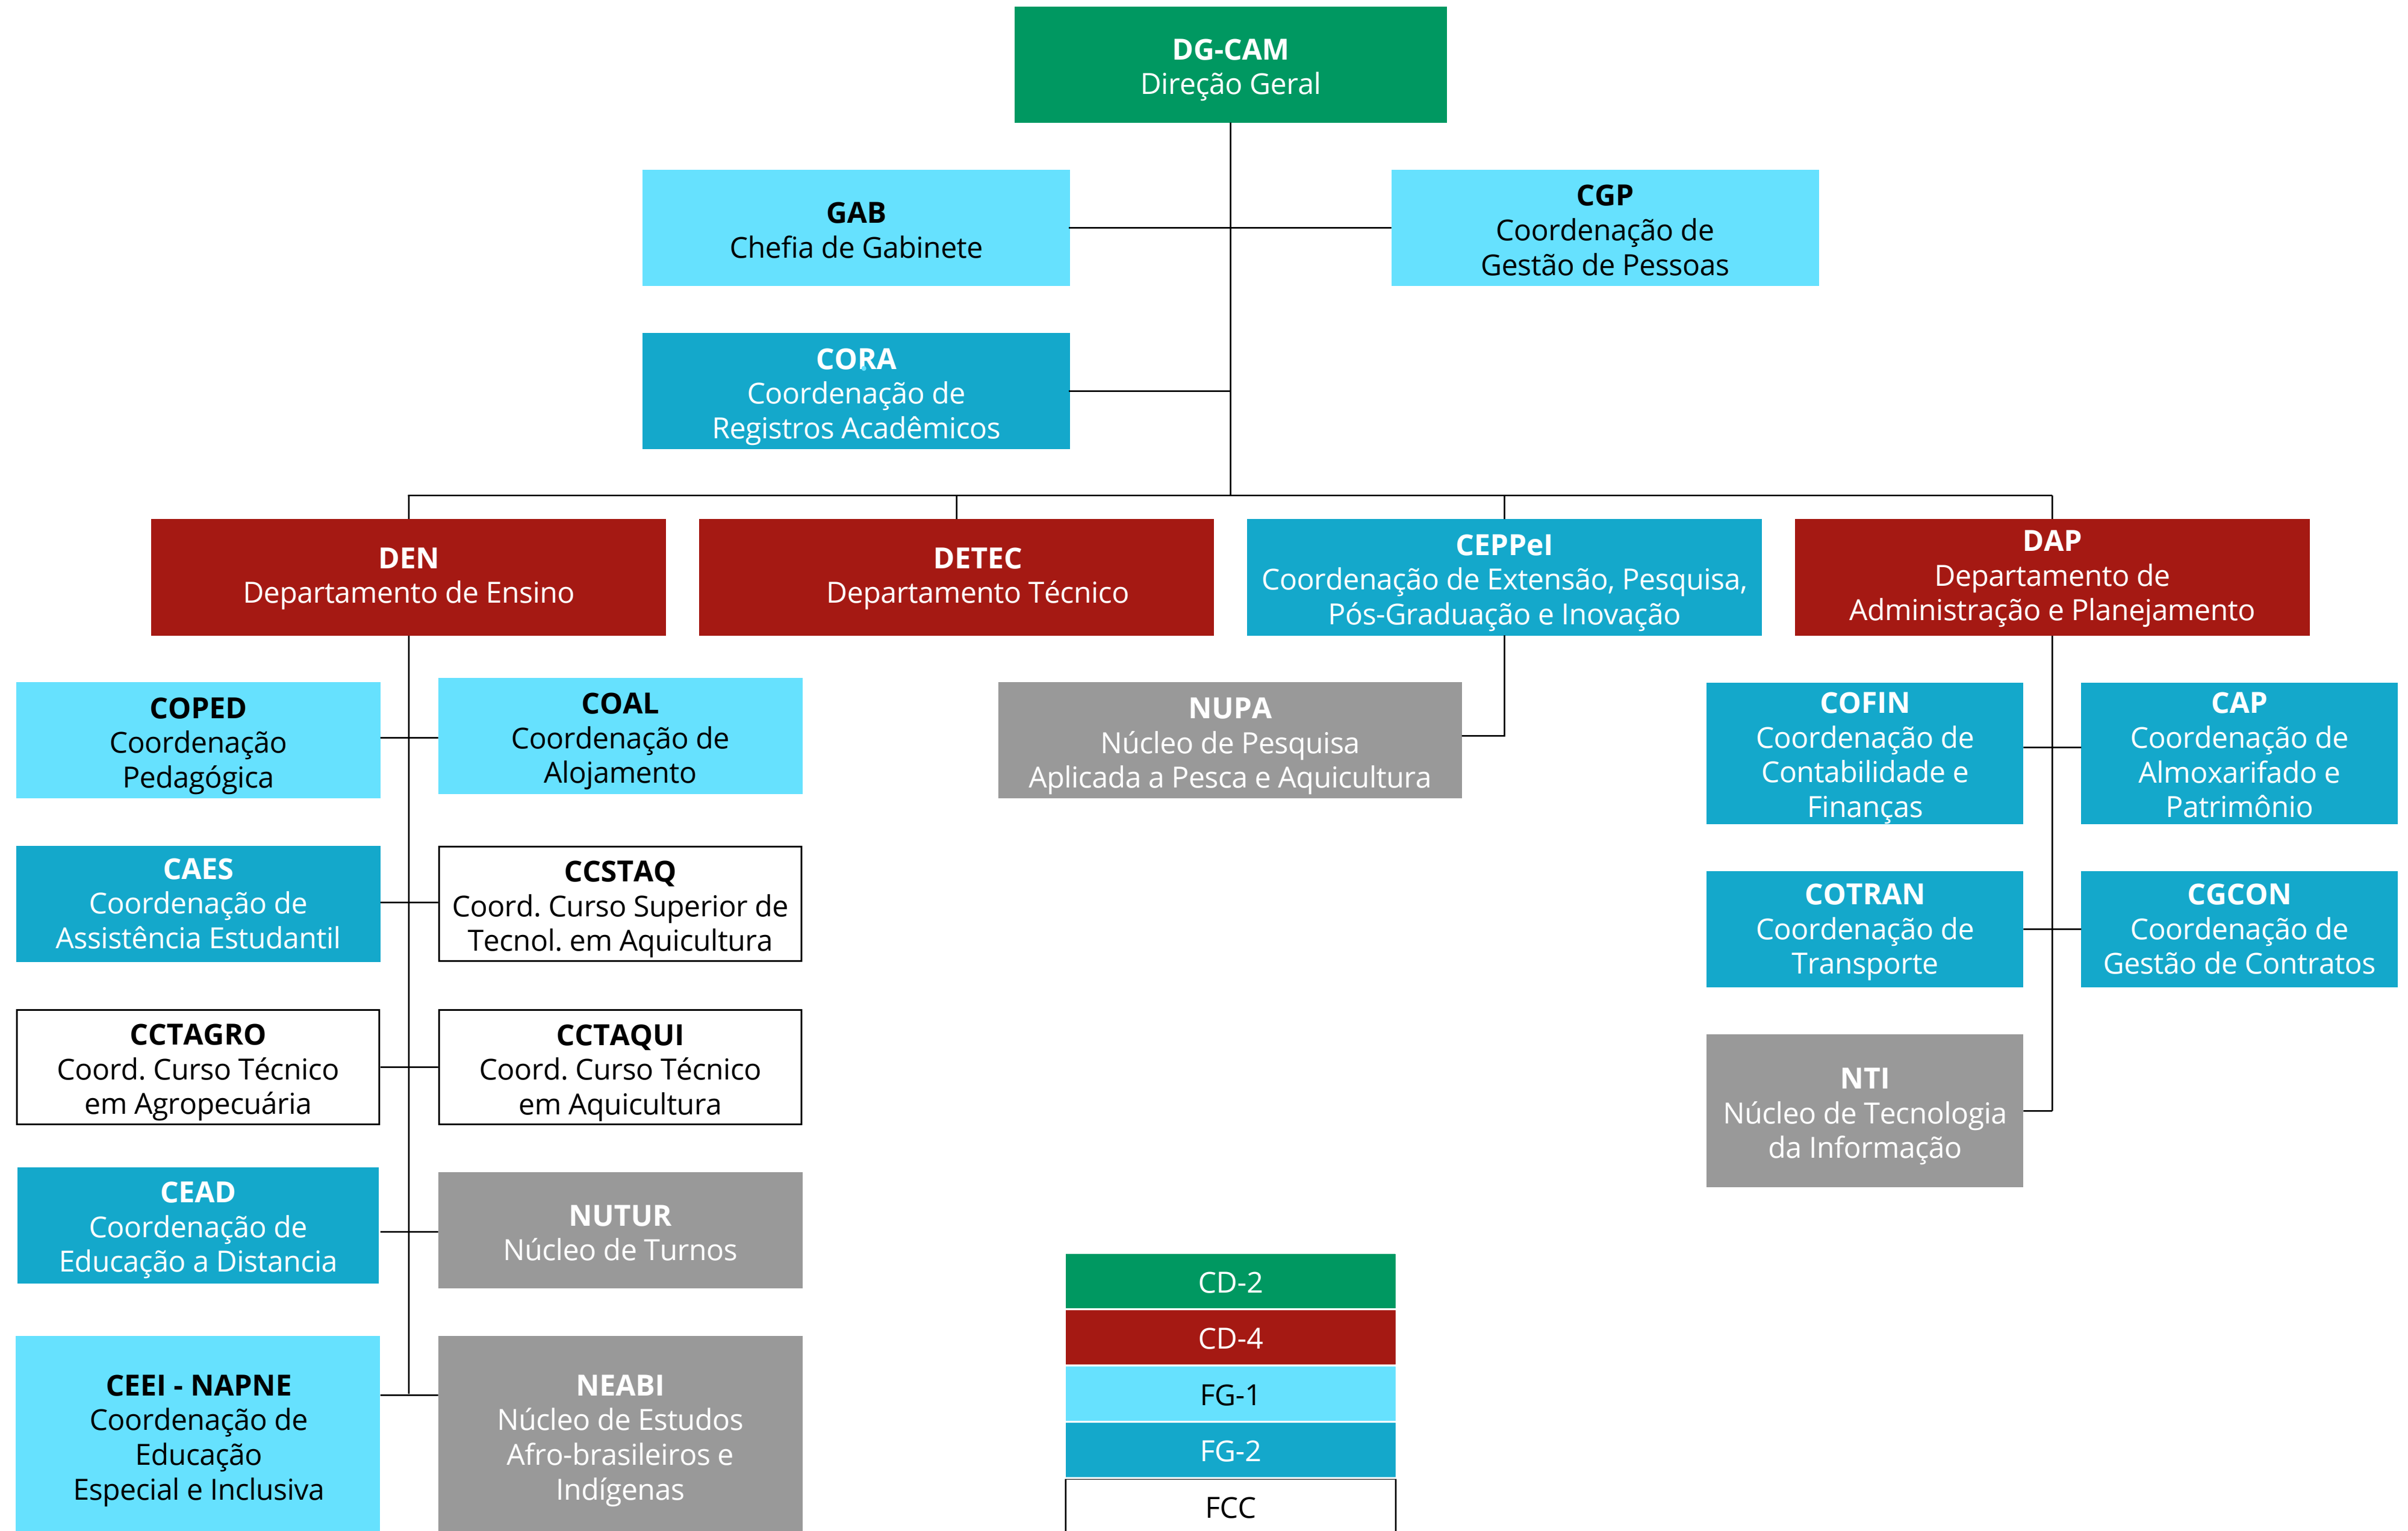 DG-CAM
Direção Geral
GAB
Chefia de Gabinete
CGP
Coordenação de
Gestão de Pessoas
CORA
Coordenação de
Registros Acadêmicos
DEN
Departamento de Ensino
DETEC
Departamento Técnico
CEPPeI
Coordenação de Extensão, Pesquisa,
Pós-Graduação e Inovação
DAP
Departamento de
Administração e Planejamento
COPED
Coordenação
Pedagógica
COAL
Coordenação de
Alojamento
NUPA
Núcleo de Pesquisa
Aplicada a Pesca e Aquicultura
COFIN
Coordenação de
Contabilidade e
Finanças
CAP
Coordenação de
Almoxarifado e
Patrimônio
CAES
Coordenação de
Assistência Estudantil
CCSTAQ
Coord. Curso Superior de
Tecnol. em Aquicultura
COTRAN
Coordenação de
Transporte
CGCON
Coordenação de
Gestão de Contratos
CCTAGRO
Coord. Curso Técnico
em Agropecuária
CCTAQUI
Coord. Curso Técnico
em Aquicultura
NTI
Núcleo de Tecnologia
da Informação
CEAD
Coordenação de
Educação a Distancia
NUTUR
Núcleo de Turnos
CEEI - NAPNE
Coordenação de
Educação
Especial e Inclusiva
NEABI
Núcleo de Estudos
Afro-brasileiros e
Indígenas
CD-2
CD-4
FG-1
FG-2
FCC